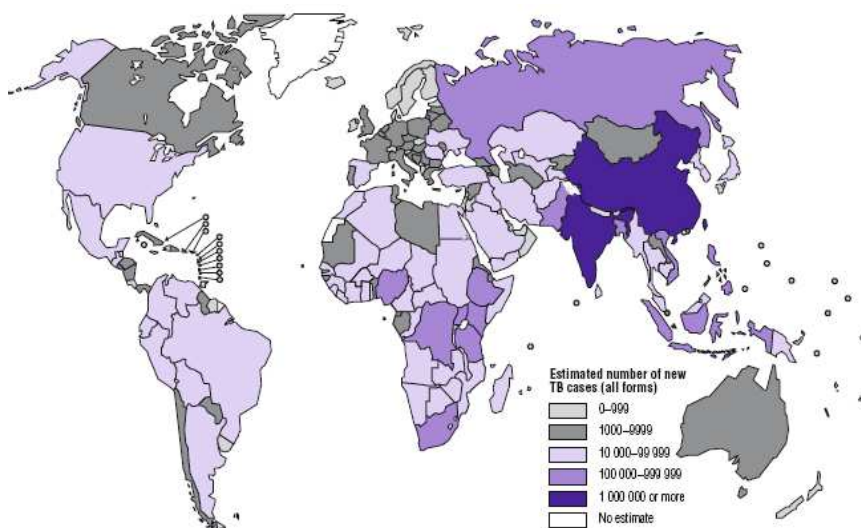 Estimated number of new
TB cases (all forms)
0–999
1000–9999
10 000–99 999
100 000–999 999
1 000 000 or more
No estimate